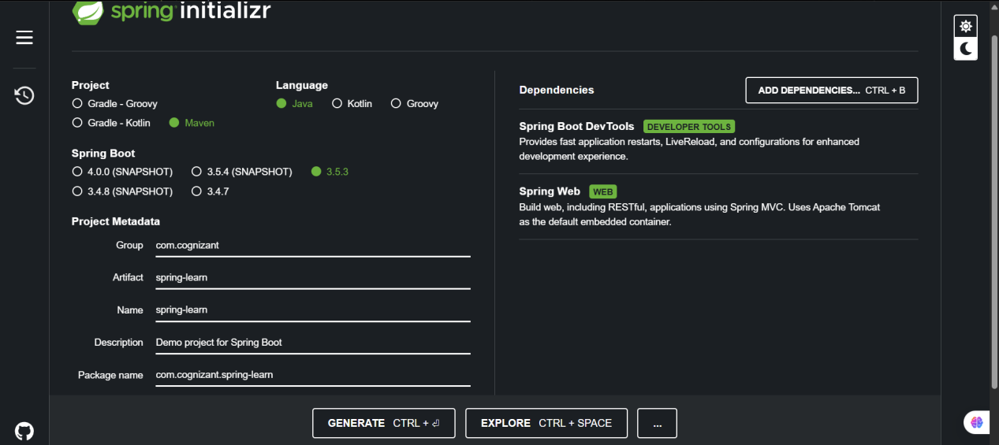 spring initializr
Project
Gradle - Groovy
Gradle - Kotlin Maven
Language
Java Kotlin Groovy
Spring Boot
4.0.0 (SNAPSHOT) 3.5.4 (SNAPSHOT) 3.5.3
3.4.8 (SNAPSHOT) 3.4.7
Project Metadata
Group com.cognizant
Artifact spring-learn
Name spring-learn
Description Demo project for Spring Boot
Package name com.cognizant.spring-learn
Dependencies ADD DEPENDENCIES... CTRL + B
Spring Boot DevTools DEVELOPER TOOLS
Provides fast application restarts, LiveReload, and configurations for enhanced
development experience.
Spring Web WEB
Build web, including RESTful, applications using Spring MVC. Uses Apache Tomcat
as the default embedded container.
GENERATE CTRL + ⏎ EXPLORE CTRL + SPACE ...